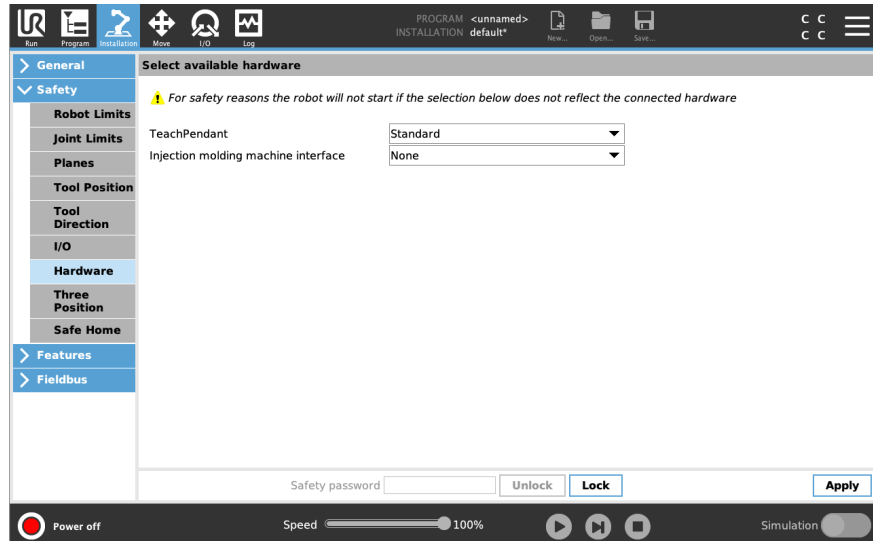 PROGRAM <unnamed>
INSTALLATION default*
Run
Program
Installation
Move
I/O
Log
New...
Open...
Save...
C C
C C
General
Safety
Robot Limits
Joint Limits
Planes
Tool Position
Tool
Direction
I/O
Hardware
Three
Position
Safe Home
Features
Fieldbus
Select available hardware
For safety reasons the robot will not start if the selection below does not reflect the connected hardware
TeachPendant Standard
Injection molding machine interface None
Safety password Unlock Lock Apply
Power off Speed 100% Simulation